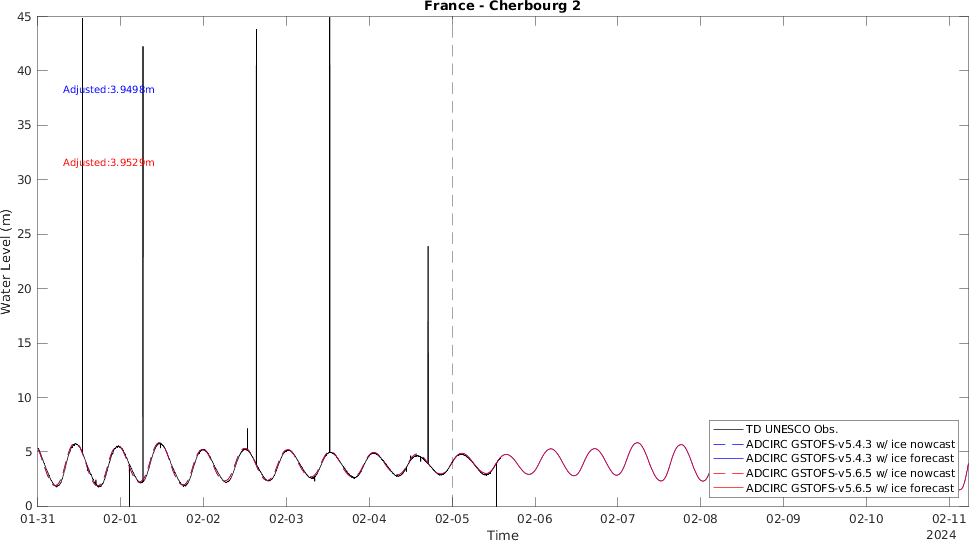 France - Cherbourg 2
45
40
35
30
25
20
15
10
5
0
Water Level (m)
Adjusted:3.9498m
Adjusted:3.9529m
TD UNESCO Obs.
ADCIRC GSTOFS-v5.4.3 w/ ice nowcast
ADCIRC GSTOFS-v5.4.3 w/ ice forecast
ADCIRC GSTOFS-v5.6.5 w/ ice nowcast
ADCIRC GSTOFS-v5.6.5 w/ ice forecast
01-31 02-01 02-02 02-03 02-04 02-05 02-06 02-07 02-08 02-09 02-10 02-11
Time
2024